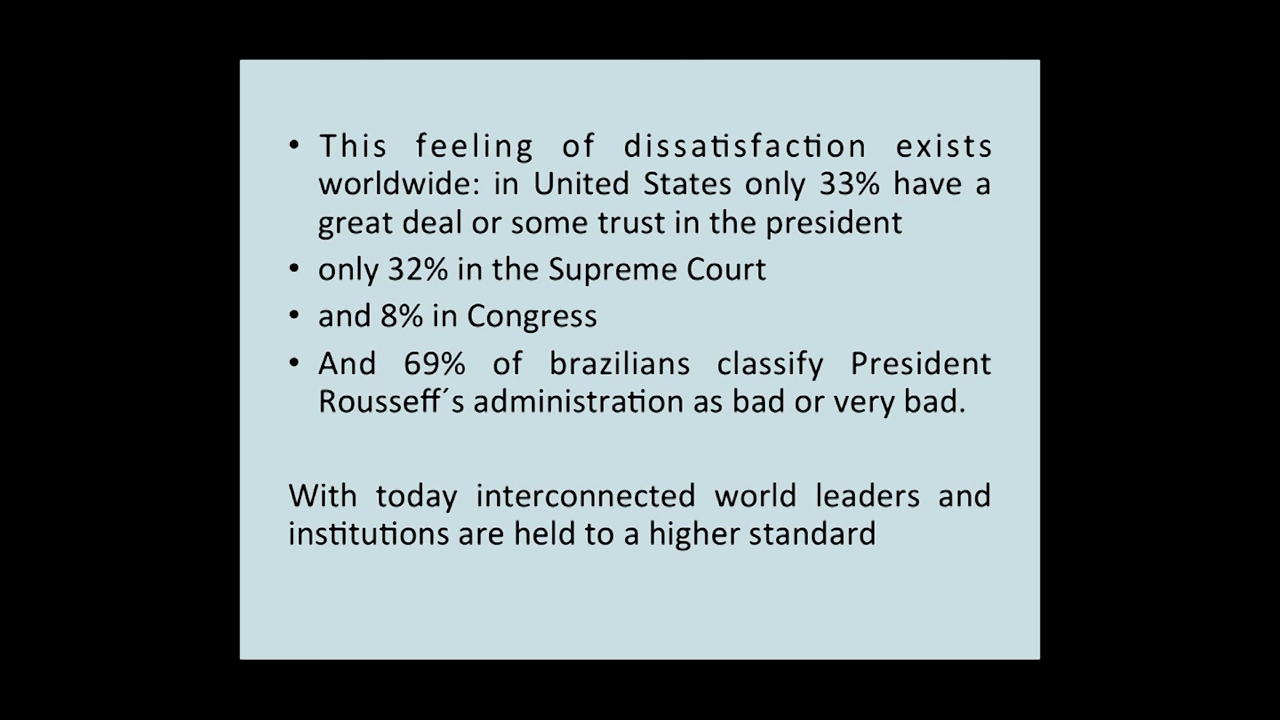 • This feeling of dissatisfaction exists
worldwide: in United States only 33% have a
great deal or some trust in the president
• only 32% in the Supreme Court
• and 8% in Congress
• And 69% of brazilians classify President
Rousseff´s administration as bad or very bad.
With today interconnected world leaders and
institutions are held to a higher standard